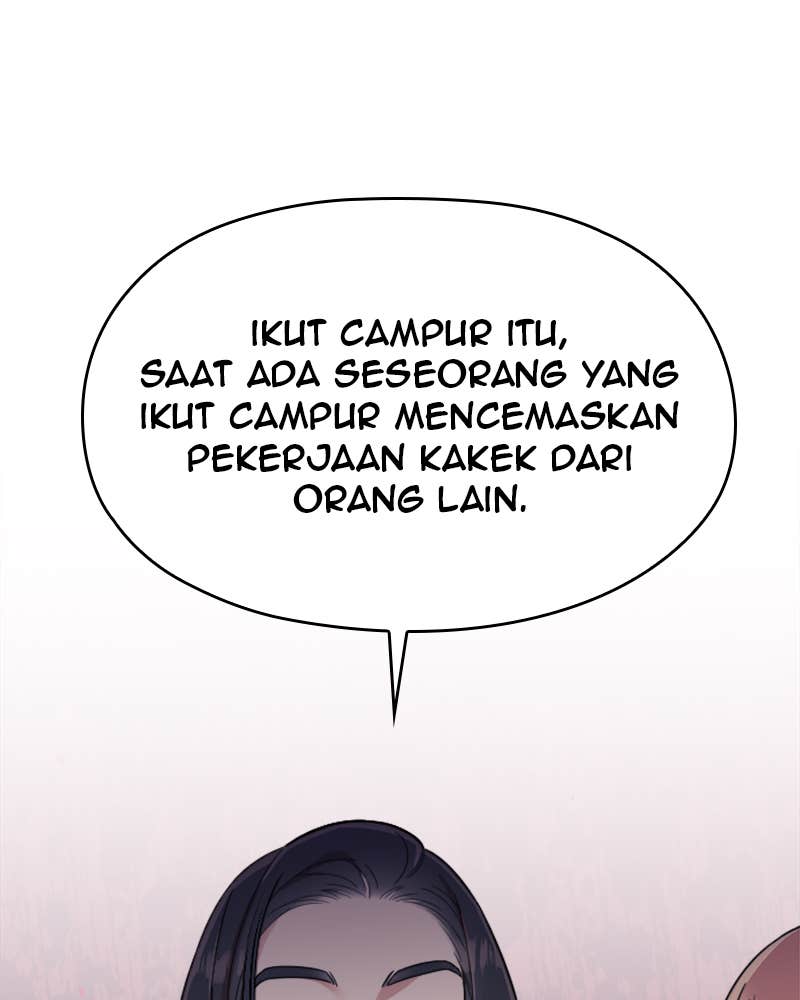 IKUT CAMPUR ITU,
SAAT ADA SESEORANG YANG
IKUT CAMPUR MENCEMASKAN
PEKERJAAN KAKEK DARI
ORANG LAIN.